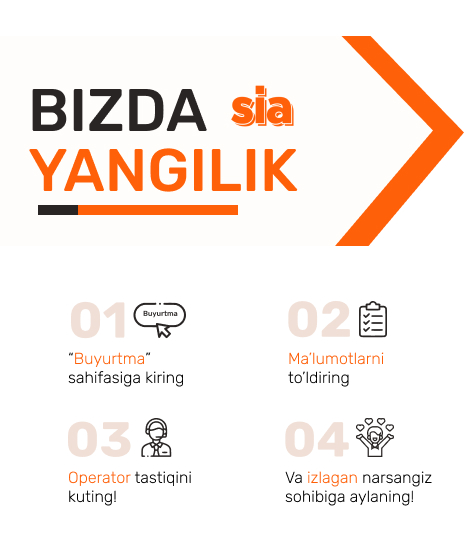 BIZDA sia
YANGILIK
01 Buyurtma
“Buyurtma”
sahifasiga kiring
02
Ma’lumotlarni
to’ldiring
03
Operator tastiqini
kuting!
04
Va izlagan narsangiz
sohibiga aylaning!